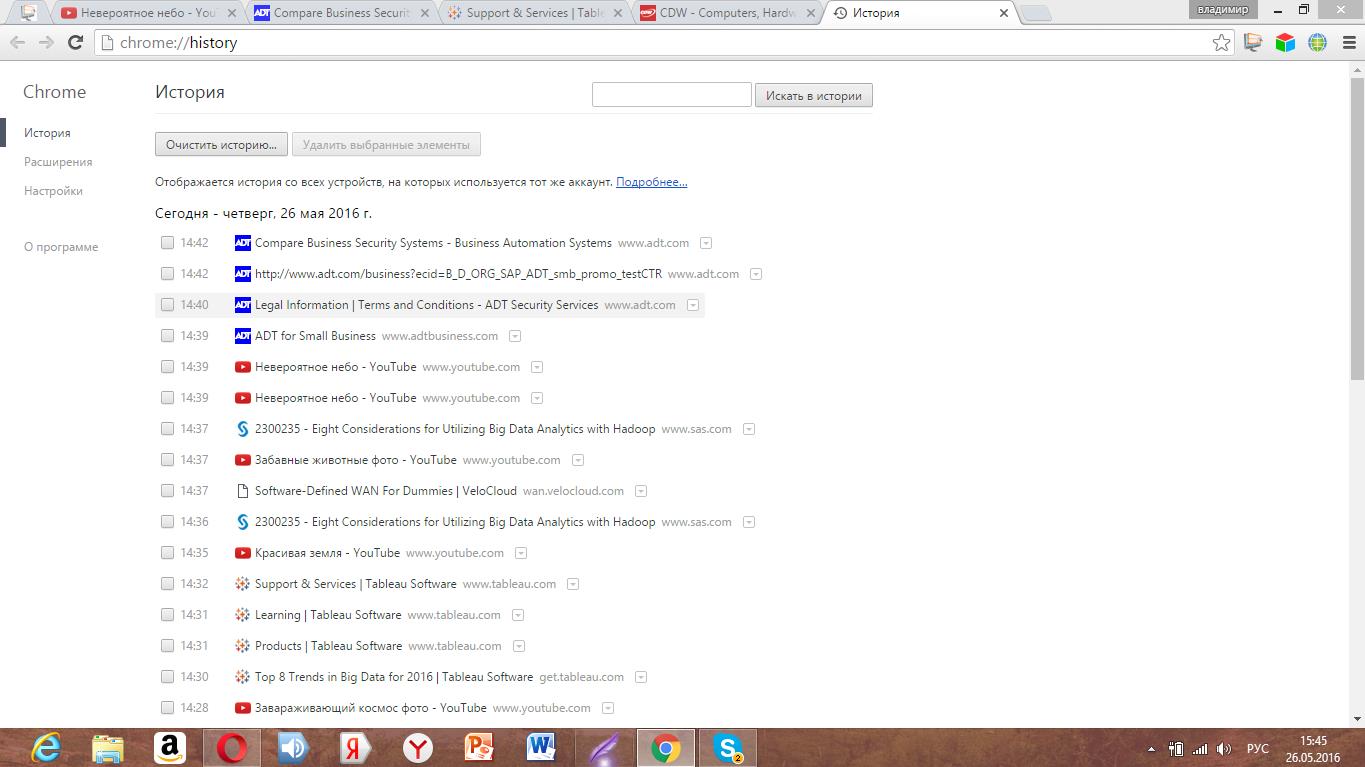 Невероятное небо - YouT
Compare Business Securit
Support & Services | Table
CDW - Computers, Hardw
История
владимир
chrome://history
Chrome
История
Искать в истории
История
Расширения
Настройки
О программе
Очистить историю...
Удалить выбранные элементы
Отображается история со всех устройств, на которых используется тот же аккаунт. Подробнее...
Сегодня - четверг, 26 мая 2016 г.
14:42 ADT Compare Business Security Systems - Business Automation Systems www.adt.com
14:42 ADT http://www.adt.com/business?ecid=B_D_ORG_SAP_ADT_smb_promo_testCTR www.adt.com
14:40 ADT Legal Information | Terms and Conditions - ADT Security Services www.adt.com
14:39 ADT ADT for Small Business www.adtbusiness.com
14:39 Невероятное небо - YouTube www.youtube.com
14:39 Невероятное небо - YouTube www.youtube.com
14:37 2300235 - Eight Considerations for Utilizing Big Data Analytics with Hadoop www.sas.com
14:37 Забавные животные фото - YouTube www.youtube.com
14:37 Software-Defined WAN For Dummies | VeloCloud wan.velocloud.com
14:36 2300235 - Eight Considerations for Utilizing Big Data Analytics with Hadoop www.sas.com
14:35 Красивая земля - YouTube www.youtube.com
14:32 Support & Services | Tableau Software www.tableau.com
14:31 Learning | Tableau Software www.tableau.com
14:31 Products | Tableau Software www.tableau.com
14:30 Top 8 Trends in Big Data for 2016 | Tableau Software get.tableau.com
14:28 Завараживающий космос фото - YouTube www.youtube.com
РУС
15:45
26.05.2016